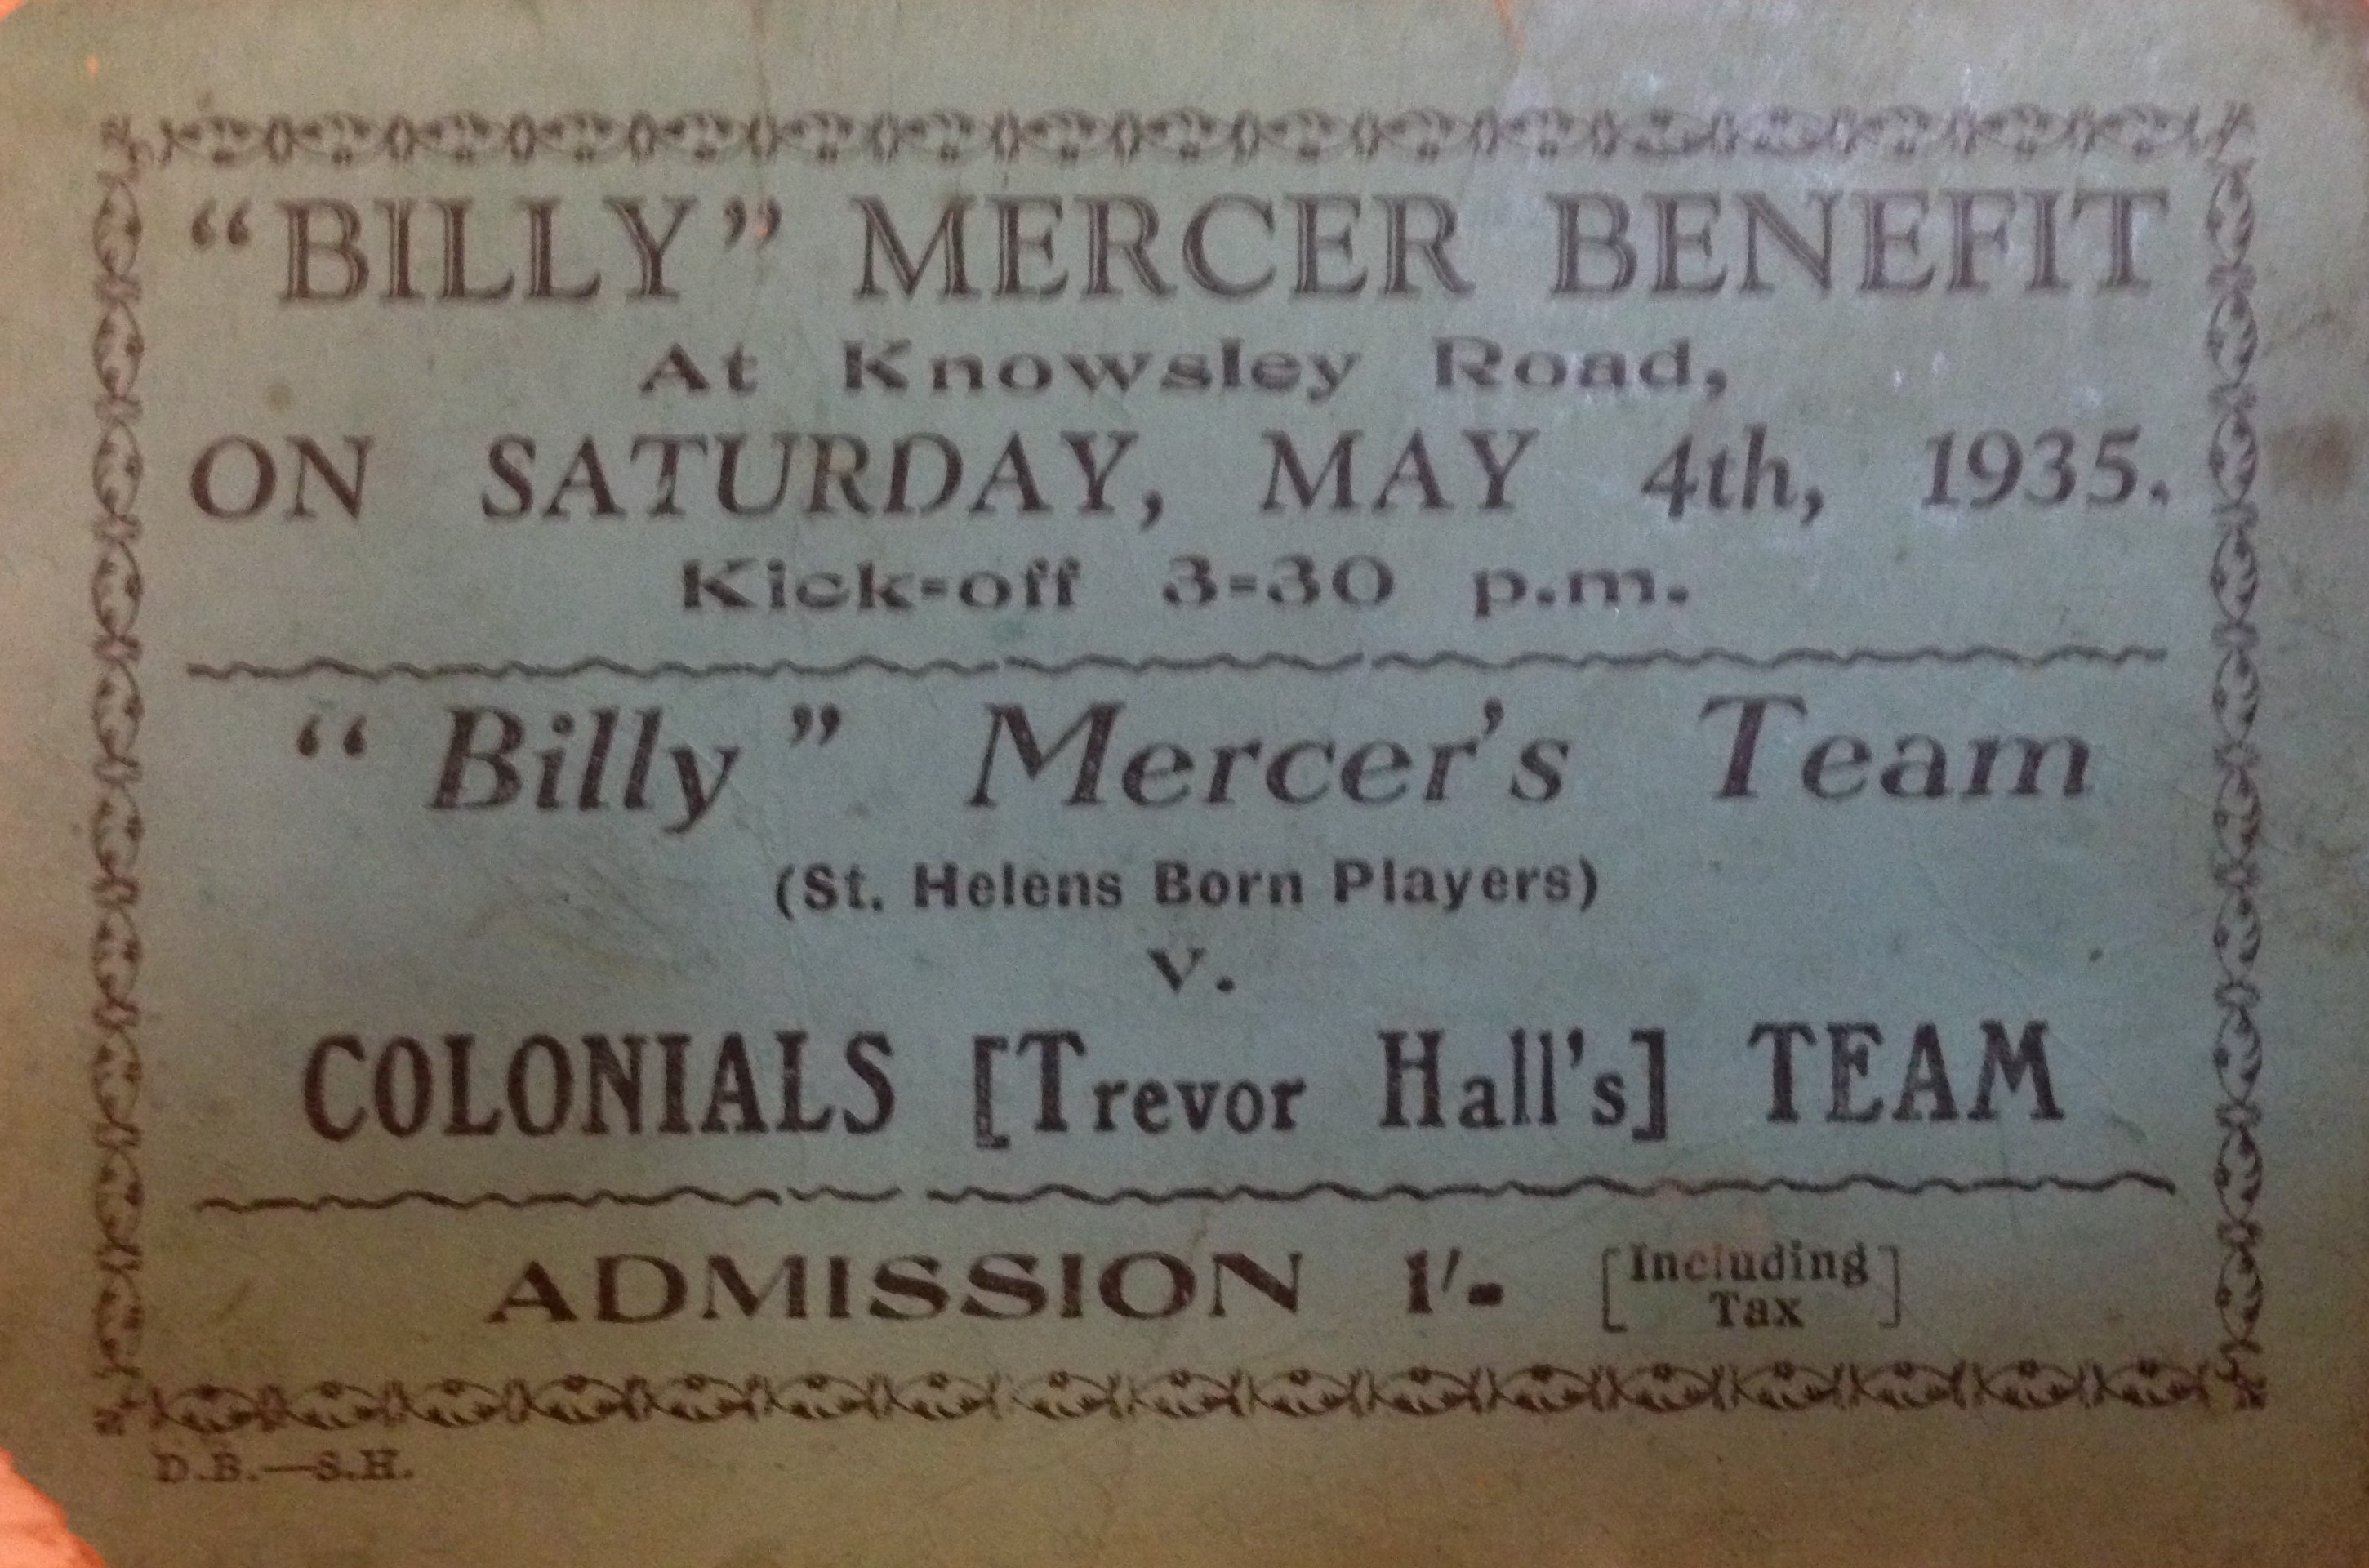 “BILLY” MERCER BENEFIT
At Knowsley Road,
ON SATURDAY, MAY 4th, 1935.
Kick-off 3-30 p.m.
“Billy” Mercer's Team
(St. Helens Born Players)
v.
COLONIALS [Trevor Hall's] TEAM
ADMISSION 1/- [Including Tax]
D.B.—S.H.